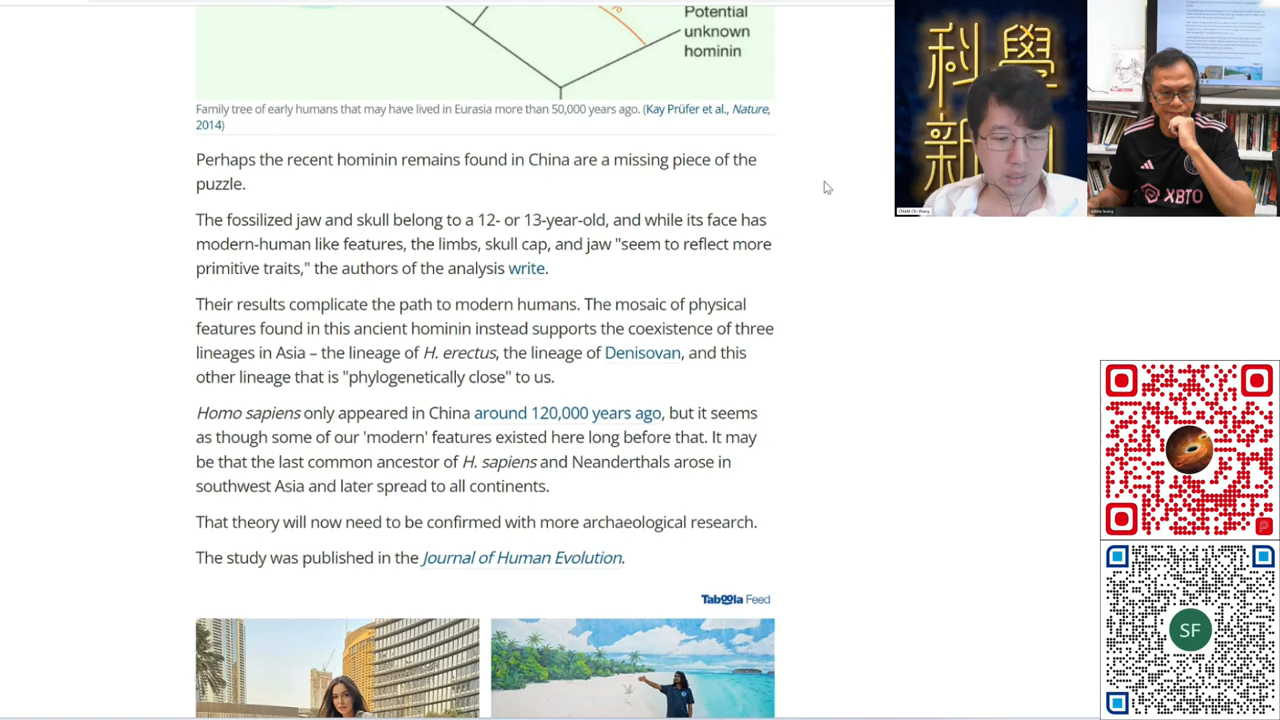 Potential
unknown
hominin
%
Family tree of early humans that may have lived in Eurasia more than 50,000 years ago. (Kay Prüfer et al., Nature,
2014)
Perhaps the recent hominin remains found in China are a missing piece of the
puzzle.
The fossilized jaw and skull belong to a 12- or 13-year-old, and while its face has
modern-human like features, the limbs, skull cap, and jaw "seem to reflect more
primitive traits," the authors of the analysis write.
Their results complicate the path to modern humans. The mosaic of physical
features found in this ancient hominin instead supports the coexistence of three
lineages in Asia – the lineage of H. erectus, the lineage of Denisovan, and this
other lineage that is "phylogenetically close" to us.
Homo sapiens only appeared in China around 120,000 years ago, but it seems
as though some of our 'modern' features existed here long before that. It may
be that the last common ancestor of H. sapiens and Neanderthals arose in
southwest Asia and later spread to all continents.
That theory will now need to be confirmed with more archaeological research.
The study was published in the Journal of Human Evolution.
Taboola Feed
科學
新
CHAN Chi Wang
XBTO
SF